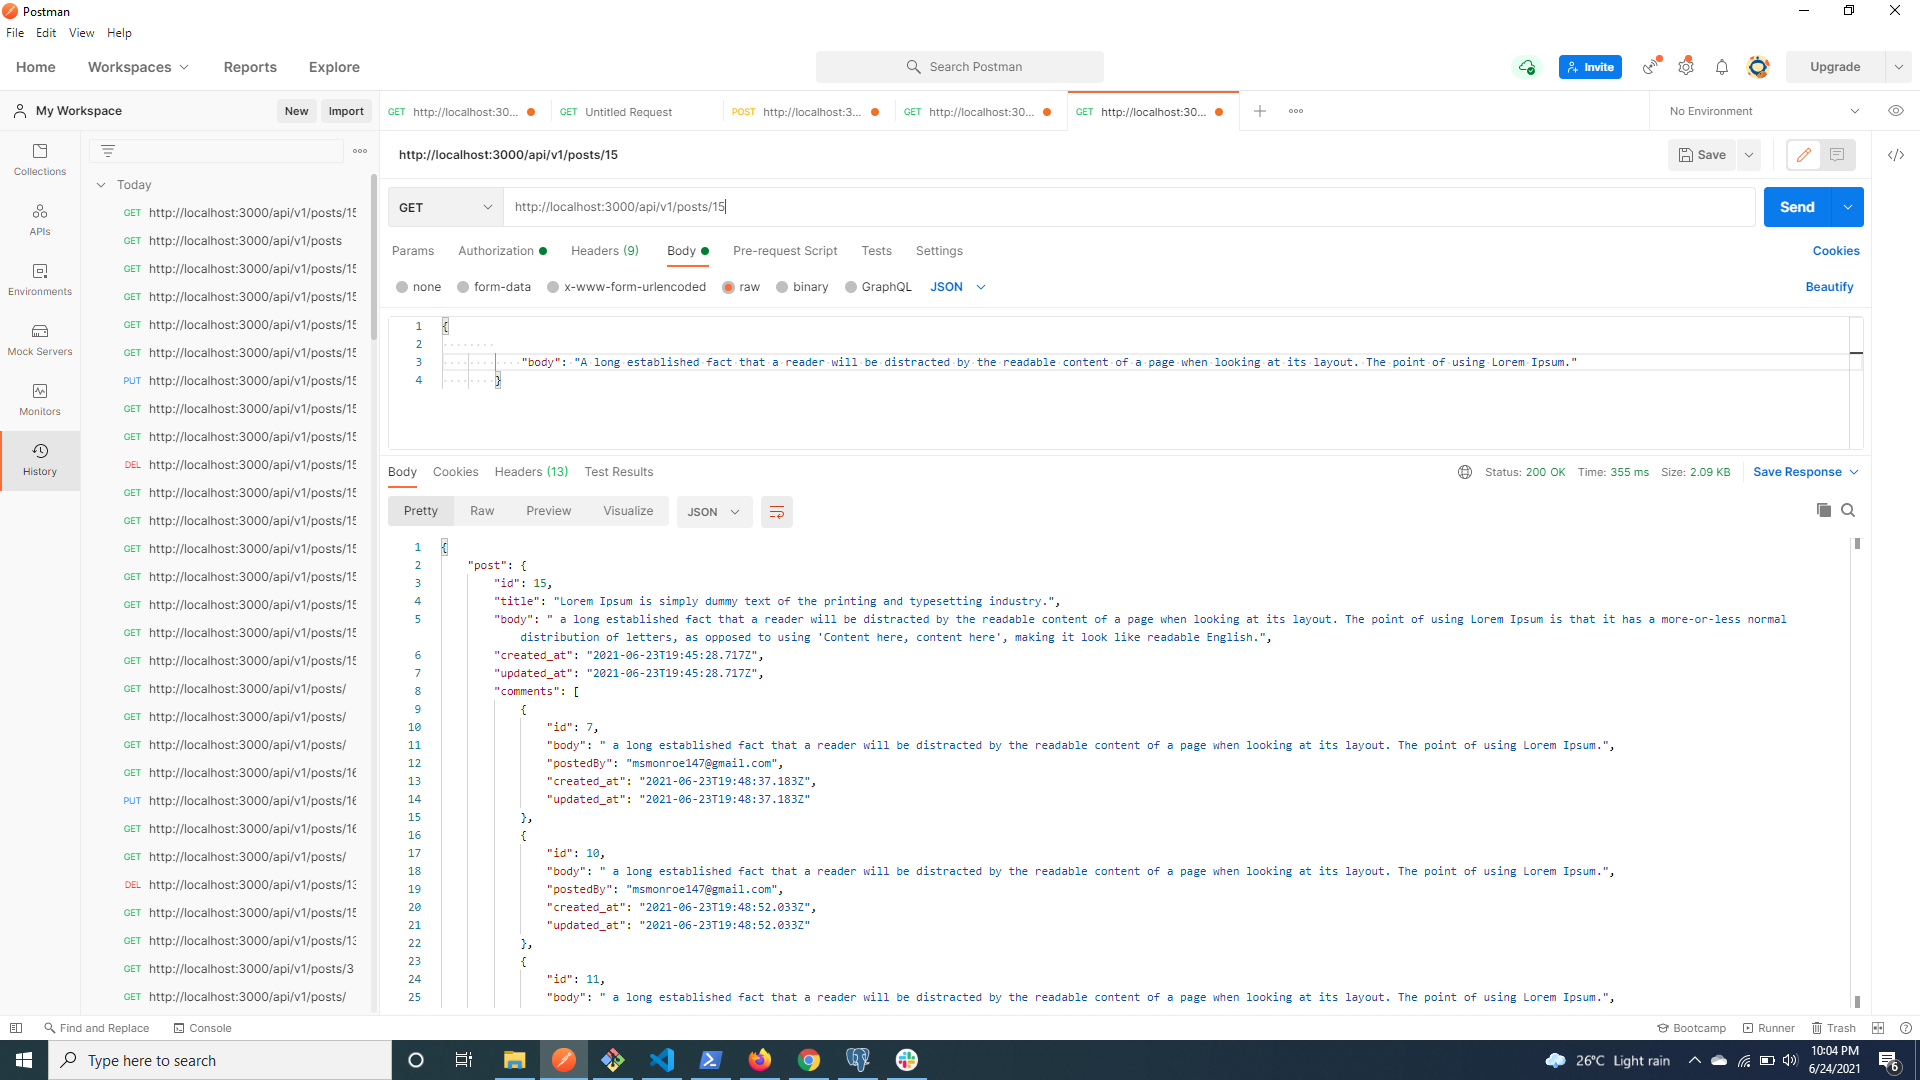 Postman
File Edit View Help
Home Workspaces Reports Explore Search Postman Invite Upgrade
My Workspace New Import GET http://localhost:30... GET Untitled Request POST http://localhost:3... GET http://localhost:30... GET http://localhost:30... No Environment
http://localhost:3000/api/v1/posts/15 Save
GET http://localhost:3000/api/v1/posts/15 Send
Params Authorization Headers (9) Body Pre-request Script Tests Settings Cookies
none form-data x-www-form-urlencoded raw binary GraphQL JSON Beautify
1 {
2
3 "body": "A long established fact that a reader will be distracted by the readable content of a page when looking at its layout. The point of using Lorem Ipsum."
4 }
Collections
APIs
Environments
Mock Servers
Monitors
History
Today
GET http://localhost:3000/api/v1/posts/15
GET http://localhost:3000/api/v1/posts
GET http://localhost:3000/api/v1/posts/15
GET http://localhost:3000/api/v1/posts/15
GET http://localhost:3000/api/v1/posts/15
GET http://localhost:3000/api/v1/posts/15
PUT http://localhost:3000/api/v1/posts/15
GET http://localhost:3000/api/v1/posts/15
GET http://localhost:3000/api/v1/posts/15
DEL http://localhost:3000/api/v1/posts/15
GET http://localhost:3000/api/v1/posts/15
GET http://localhost:3000/api/v1/posts/15
GET http://localhost:3000/api/v1/posts/15
GET http://localhost:3000/api/v1/posts/15
GET http://localhost:3000/api/v1/posts/15
GET http://localhost:3000/api/v1/posts/15
GET http://localhost:3000/api/v1/posts/15
GET http://localhost:3000/api/v1/posts/
GET http://localhost:3000/api/v1/posts/
GET http://localhost:3000/api/v1/posts/
GET http://localhost:3000/api/v1/posts/16
PUT http://localhost:3000/api/v1/posts/16
GET http://localhost:3000/api/v1/posts/16
GET http://localhost:3000/api/v1/posts/
DEL http://localhost:3000/api/v1/posts/13
GET http://localhost:3000/api/v1/posts/15
GET http://localhost:3000/api/v1/posts/13
GET http://localhost:3000/api/v1/posts/3
GET http://localhost:3000/api/v1/posts/
Body Cookies Headers (13) Test Results Status: 200 OK Time: 355 ms Size: 2.09 KB Save Response
Pretty Raw Preview Visualize JSON
1 {
2 "post": {
3 "id": 15,
4 "title": "Lorem Ipsum is simply dummy text of the printing and typesetting industry.",
5 "body": " a long established fact that a reader will be distracted by the readable content of a page when looking at its layout. The point of using Lorem Ipsum is that it has a more-or-less normal
distribution of letters, as opposed to using 'Content here, content here', making it look like readable English.",
6 "created_at": "2021-06-23T19:45:28.717Z",
7 "updated_at": "2021-06-23T19:45:28.717Z",
8 "comments": [
9 {
10 "id": 7,
11 "body": " a long established fact that a reader will be distracted by the readable content of a page when looking at its layout. The point of using Lorem Ipsum.",
12 "postedBy": "msmonroe147@gmail.com",
13 "created_at": "2021-06-23T19:48:37.183Z",
14 "updated_at": "2021-06-23T19:48:37.183Z"
15 },
16 {
17 "id": 10,
18 "body": " a long established fact that a reader will be distracted by the readable content of a page when looking at its layout. The point of using Lorem Ipsum.",
19 "postedBy": "msmonroe147@gmail.com",
20 "created_at": "2021-06-23T19:48:52.033Z",
21 "updated_at": "2021-06-23T19:48:52.033Z"
22 },
23 {
24 "id": 11,
25 "body": " a long established fact that a reader will be distracted by the readable content of a page when looking at its layout. The point of using Lorem Ipsum.",
Find and Replace Console Bootcamp Runner Trash
Type here to search 26°C Light rain 10:04 PM
6/24/2021 6